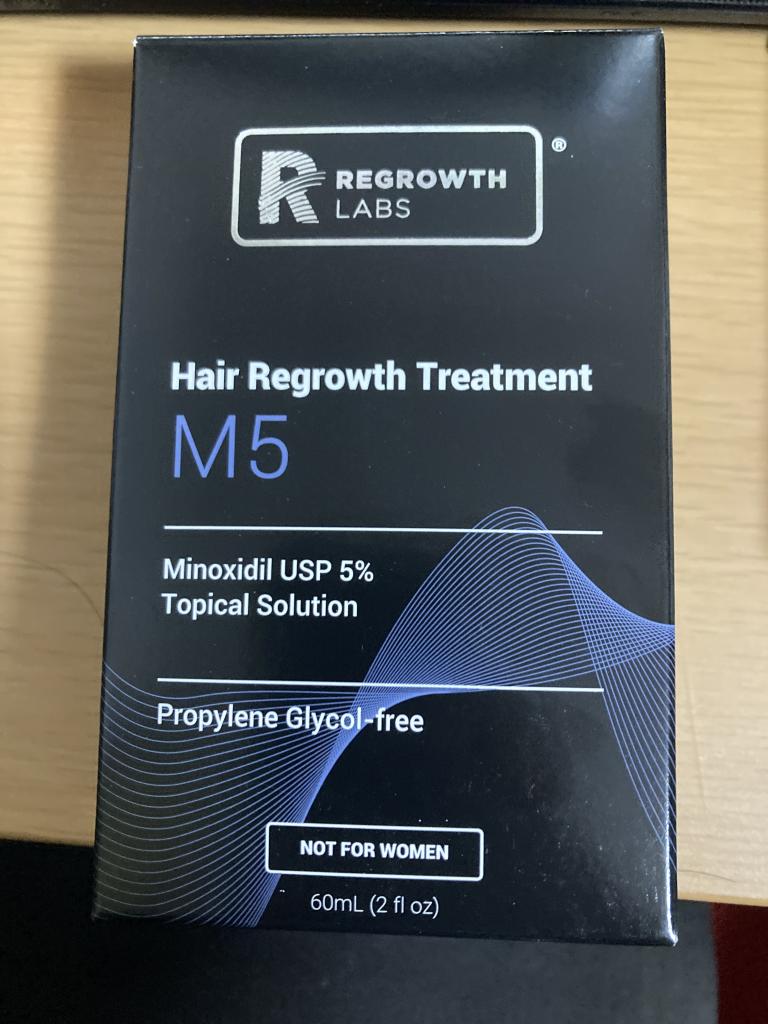 R REGROWTH
LABS
®
Hair Regrowth Treatment
M5
Minoxidil USP 5%
Topical Solution
Propylene Glycol-free
NOT FOR WOMEN
60mL (2 fl oz)